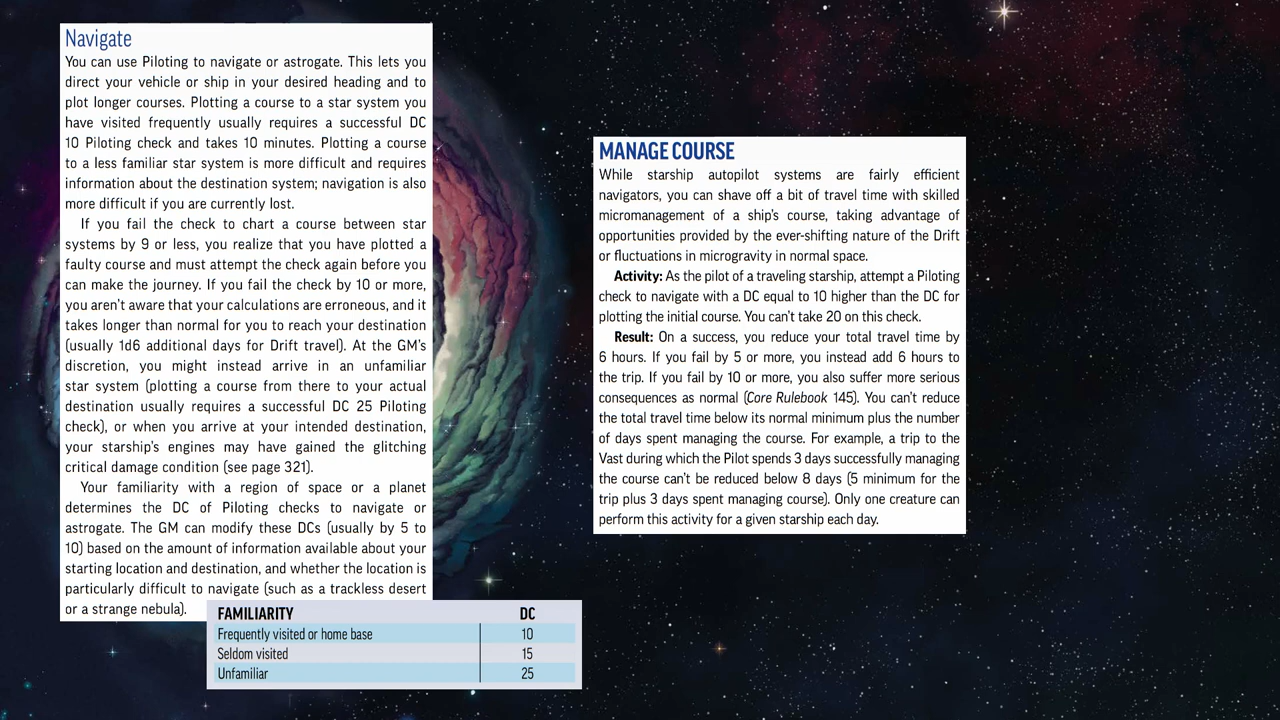 Navigate
You can use Piloting to navigate or astrogate. This lets you
direct your vehicle or ship in your desired heading and to
plot longer courses. Plotting a course to a star system you
have visited frequently usually requires a successful DC
10 Piloting check and takes 10 minutes. Plotting a course
to a less familiar star system is more difficult and requires
information about the destination system; navigation is also
more difficult if you are currently lost.
If you fail the check to chart a course between star
systems by 9 or less, you realize that you have plotted a
faulty course and must attempt the check again before you
can make the journey. If you fail the check by 10 or more,
you aren't aware that your calculations are erroneous, and it
takes longer than normal for you to reach your destination
(usually 1d6 additional days for Drift travel). At the GM's
discretion, you might instead arrive in an unfamiliar
star system (plotting a course from there to your actual
destination usually requires a successful DC 25 Piloting
check), or when you arrive at your intended destination,
your starship's engines may have gained the glitching
critical damage condition (see page 321).
Your familiarity with a region of space or a planet
determines the DC of Piloting checks to navigate or
astrogate. The GM can modify these DCs (usually by 5 to
10) based on the amount of information available about your
starting location and destination, and whether the location is
particularly difficult to navigate (such as a trackless desert
or a strange nebula).
FAMILIARITY DC
Frequently visited or home base 10
Seldom visited 15
Unfamiliar 25
MANAGE COURSE
While starship autopilot systems are fairly efficient
navigators, you can shave off a bit of travel time with skilled
micromanagement of a ship's course, taking advantage of
opportunities provided by the ever-shifting nature of the Drift
or fluctuations in microgravity in normal space.
Activity: As the pilot of a traveling starship, attempt a Piloting
check to navigate with a DC equal to 10 higher than the DC for
plotting the initial course. You can't take 20 on this check.
Result: On a success, you reduce your total travel time by
6 hours. If you fail by 5 or more, you instead add 6 hours to
the trip. If you fail by 10 or more, you also suffer more serious
consequences as normal (Core Rulebook 145). You can't reduce
the total travel time below its normal minimum plus the number
of days spent managing the course. For example, a trip to the
Vast during which the Pilot spends 3 days successfully managing
the course can't be reduced below 8 days (5 minimum for the
trip plus 3 days spent managing course). Only one creature can
perform this activity for a given starship each day.